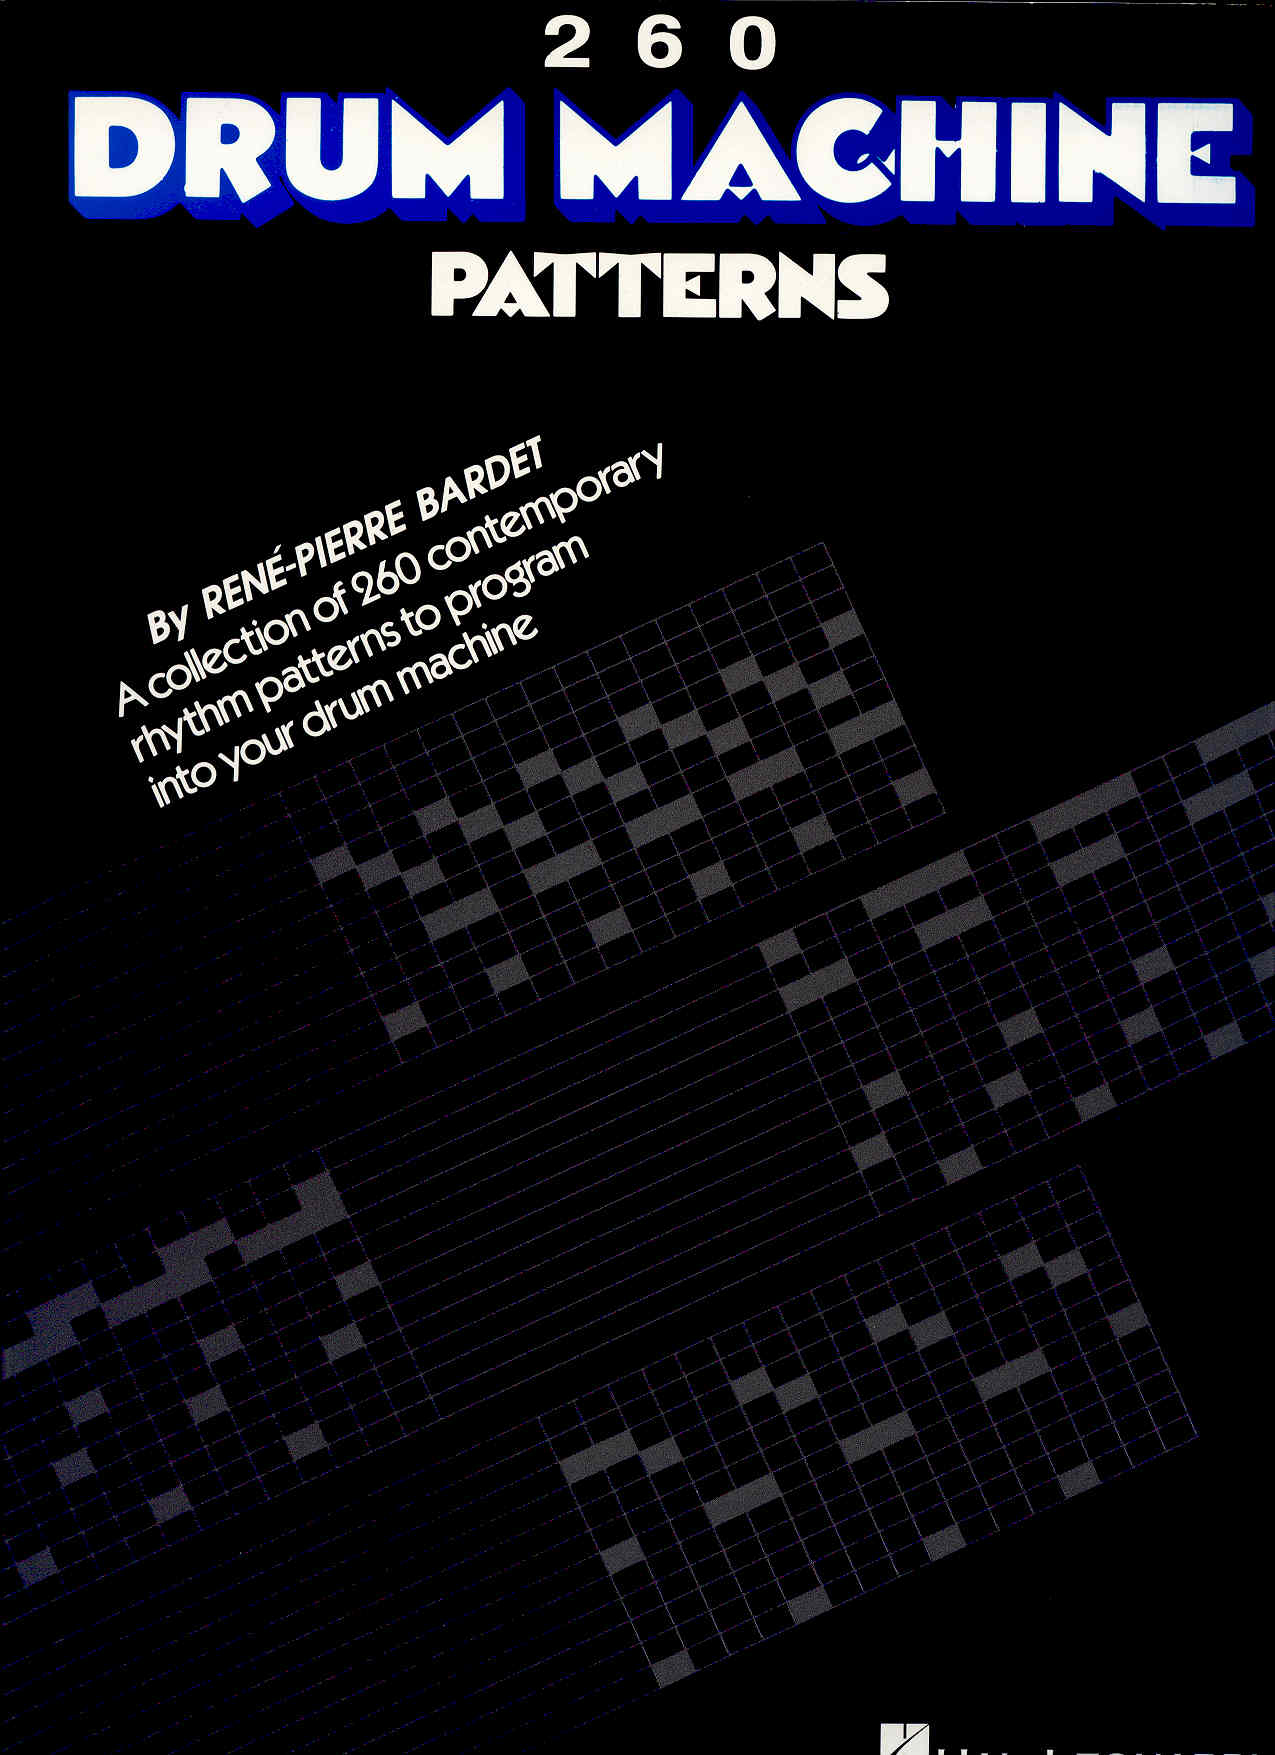 260
DRUM MACHINE
PATTERNS
By RENÉ-PIERRE BARDET
A collection of 260 contemporary
rhythm patterns to program
into your drum machine